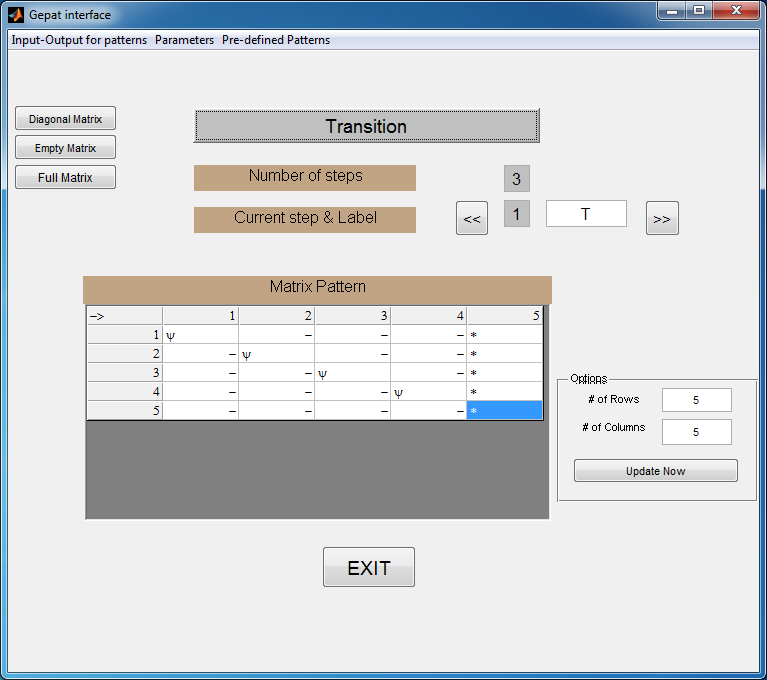 Gepat interface
Input-Output for patterns Parameters Pre-defined Patterns
Diagonal Matrix
Empty Matrix
Full Matrix
Transition
Number of steps 3
Current step & Label << 1 T >>
Matrix Pattern
--> 1 2 3 4 5
1 ψ – – – *
2 – ψ – – *
3 – – ψ – *
4 – – – ψ *
5 – – – – *
Options
# of Rows 5
# of Columns 5
Update Now
EXIT